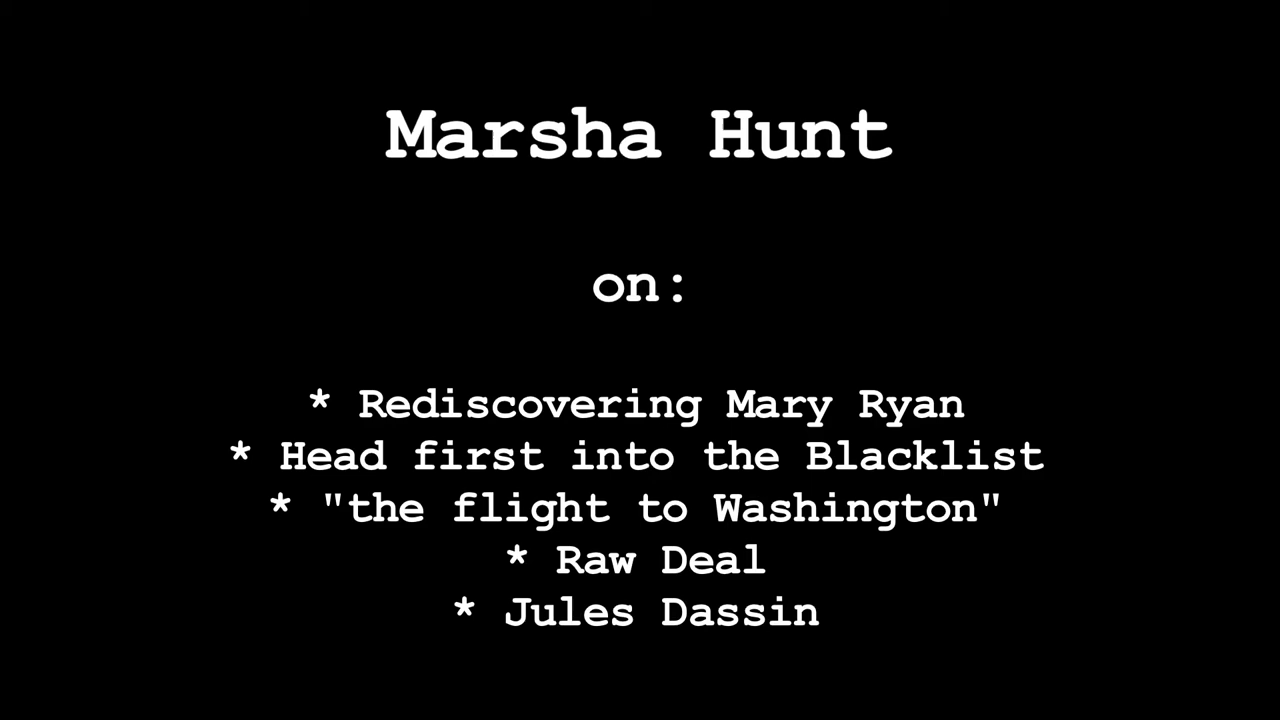 Marsha Hunt
on:
* Rediscovering Mary Ryan
* Head first into the Blacklist
* "the flight to Washington"
* Raw Deal
* Jules Dassin